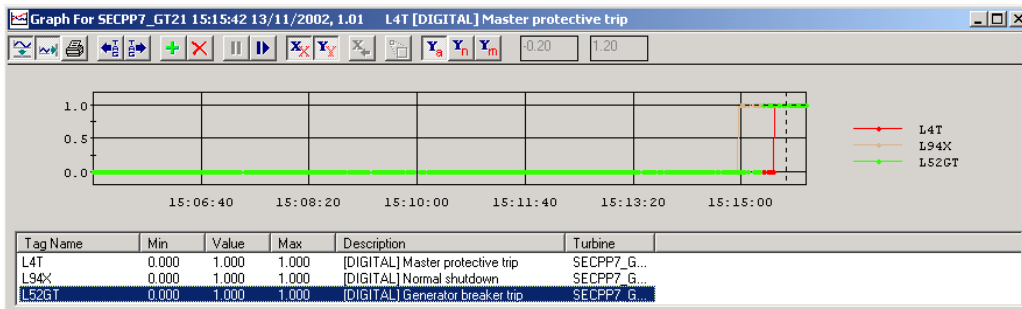 Graph For SECPP7_GT21 15:15:42 13/11/2002, 1.01 L4T [DIGITAL] Master protective trip
T E T E X X Y Y X Y a Y n Y m -0.20 1.20
1.0
0.5
0.0
15:06:40 15:08:20 15:10:00 15:11:40 15:13:20 15:15:00
L4T
L94X
L52GT
Tag Name Min Value Max Description Turbine
L4T 0.000 1.000 1.000 [DIGITAL] Master protective trip SECPP7_G...
L94X 0.000 1.000 1.000 [DIGITAL] Normal shutdown SECPP7_G...
L52GT 0.000 1.000 1.000 [DIGITAL] Generator breaker trip SECPP7_G...